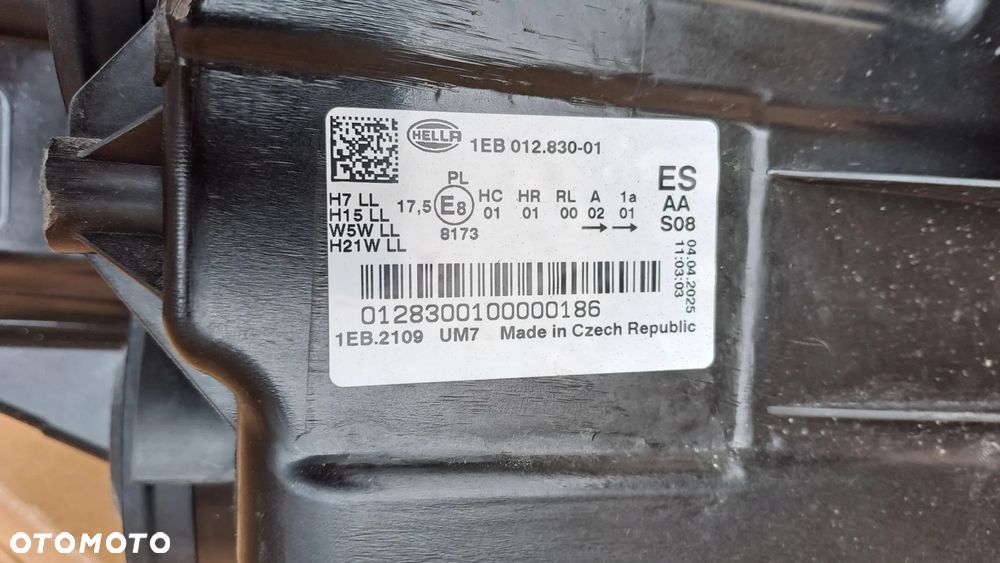 HELLA 1EB 012.830-01
H7 LL
H15 LL
W5W LL
H21W LL
17,5
PL
E8
8173
HC HR RL A 1a
01 01 00 02 01
→ →
ES
AA
S08
04.04.2025
11:03:03
0128300100000186
1EB.2109 UM7 Made in Czech Republic
OTOMOTO